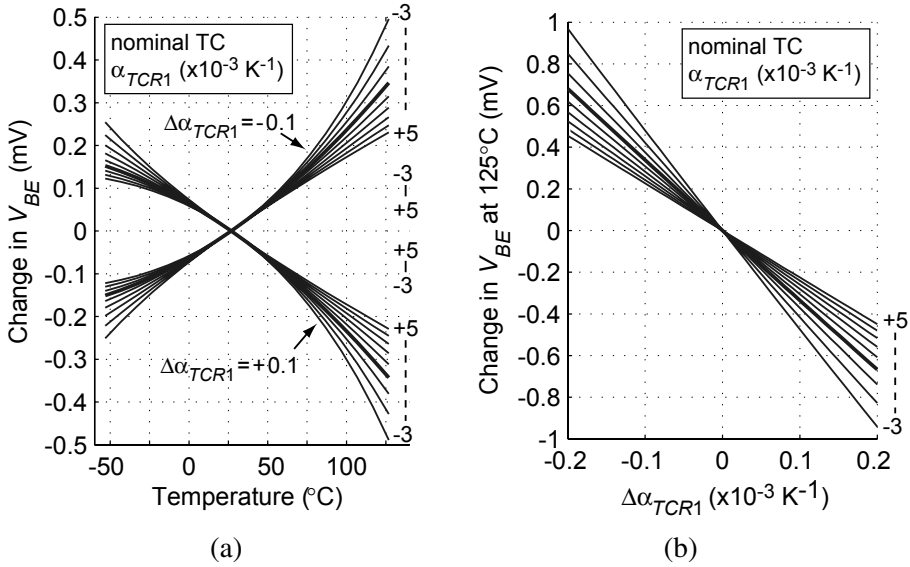 0.5
0.4
0.3
0.2
0.1
0
-0.1
-0.2
-0.3
-0.4
-0.5
Change in V_BE (mV)
nominal TC
α_TCR1 (x10⁻³ K⁻¹)
Δα_TCR1=-0.1
Δα_TCR1=+0.1
-3
+5
-3
+5
+5
-3
+5
-3
-50 0 50 100
Temperature (°C)
(a)
1
0.8
0.6
0.4
0.2
0
-0.2
-0.4
-0.6
-0.8
-1
Change in V_BE at 125°C (mV)
nominal TC
α_TCR1 (x10⁻³ K⁻¹)
+5
-3
-0.2 -0.1 0 0.1 0.2
Δα_TCR1 (x10⁻³ K⁻¹)
(b)